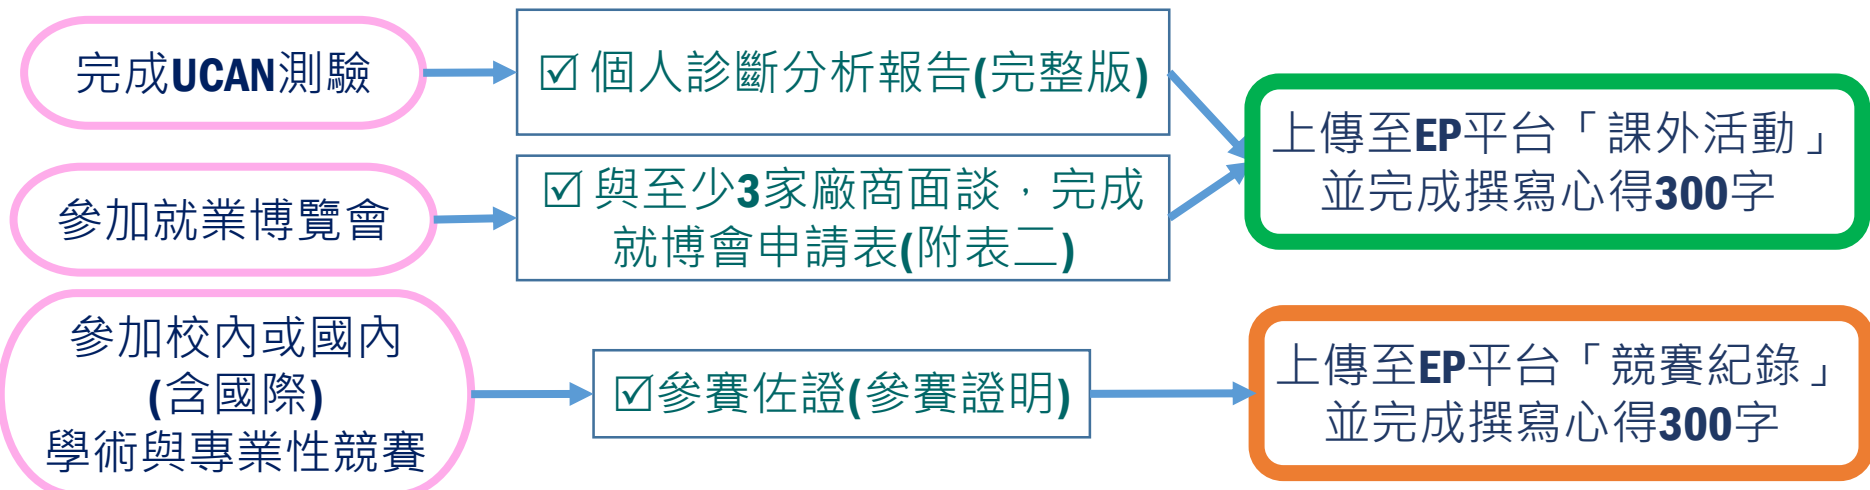 完成UCAN測驗
☑ 個人診斷分析報告(完整版)
上傳至EP平台「課外活動」
並完成撰寫心得300字
參加就業博覽會
☑ 與至少3家廠商面談，完成
就博會申請表(附表二)
參加校內或國內
(含國際)
學術與專業性競賽
☑參賽佐證(參賽證明)
上傳至EP平台「競賽紀錄」
並完成撰寫心得300字